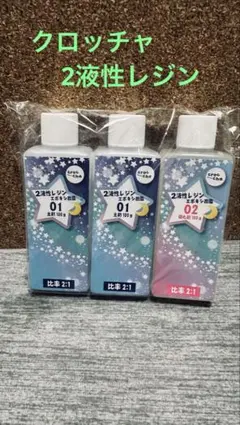 クロッチャ
2液性レジン
2液性レジン
エポキシ樹脂
01
主剤 100g
比率 2:1
2液性レジン
エポキシ樹脂
01
主剤 100g
比率 2:1
2液性レジン
エポキシ樹脂
02
硬化剤 100g
比率 2:1